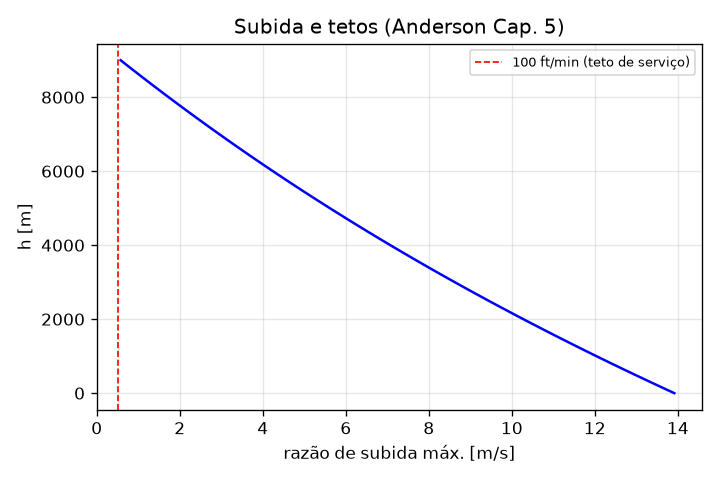 Subida e tetos (Anderson Cap. 5)
100 ft/min (teto de serviço)
h [m]
8000
6000
4000
2000
0
0 2 4 6 8 10 12 14
razão de subida máx. [m/s]